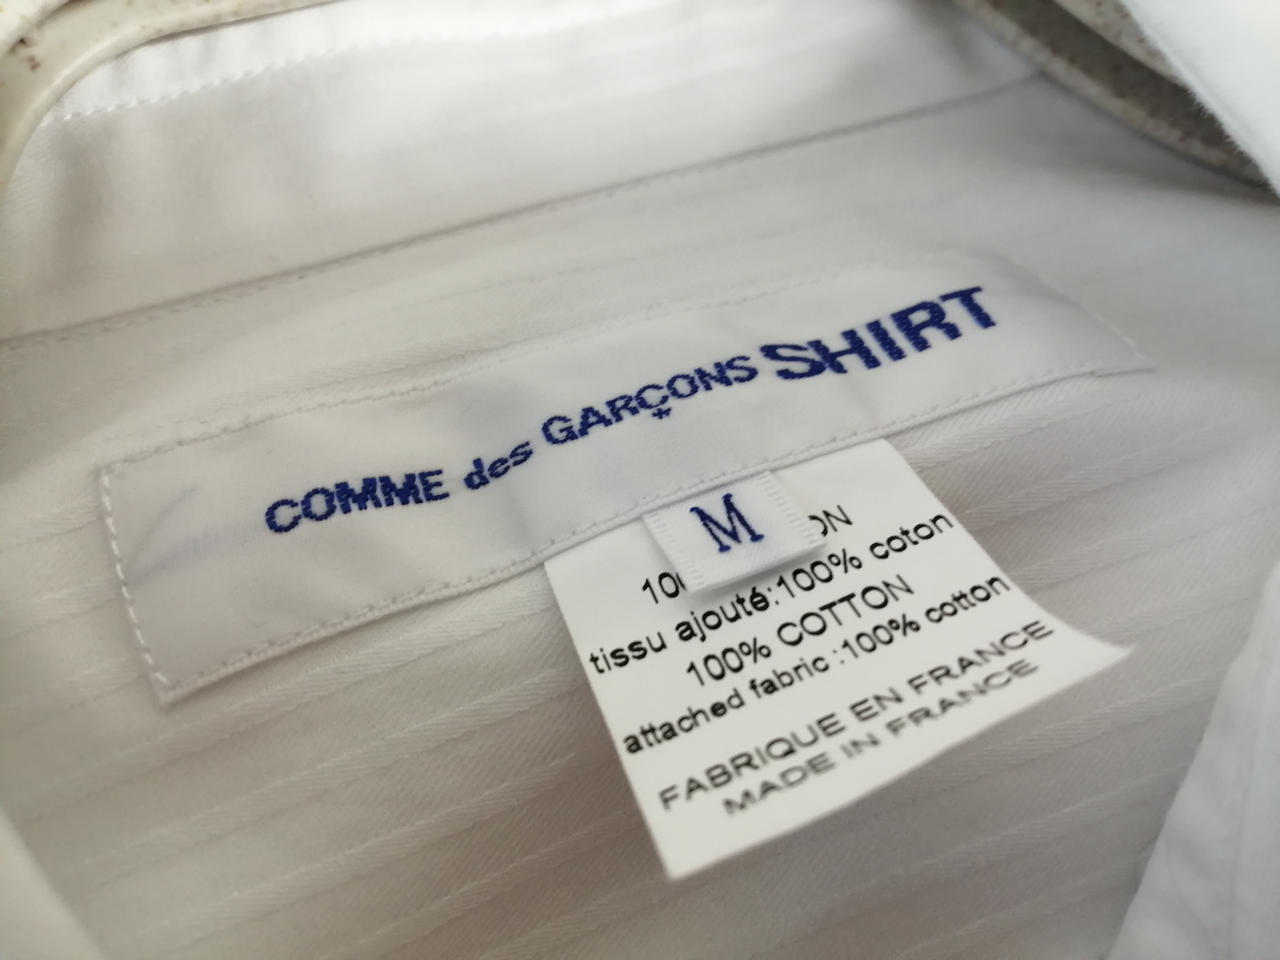 COMME des GARÇONS SHIRT
*
M
tissu ajouté:100% coton
100% COTTON
attached fabric :100% cotton
FABRIQUE EN FRANCE
MADE IN FRANCE